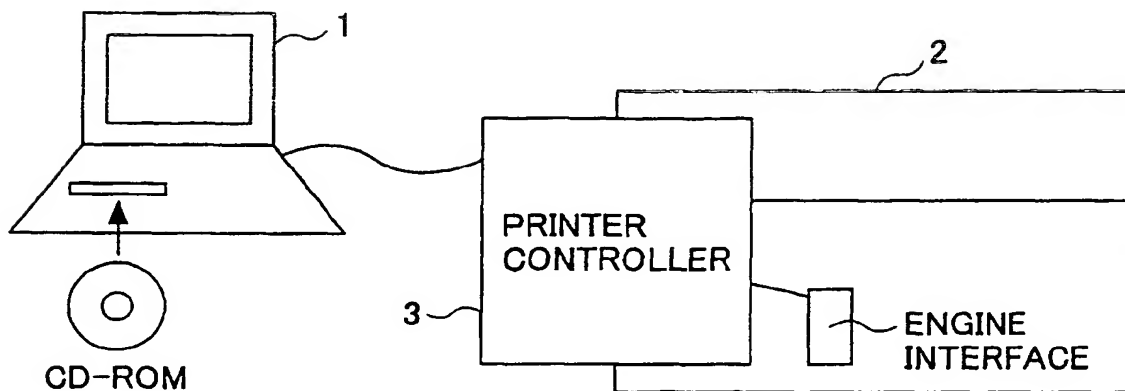 1
2
PRINTER
CONTROLLER
3
ENGINE
INTERFACE
CD-ROM